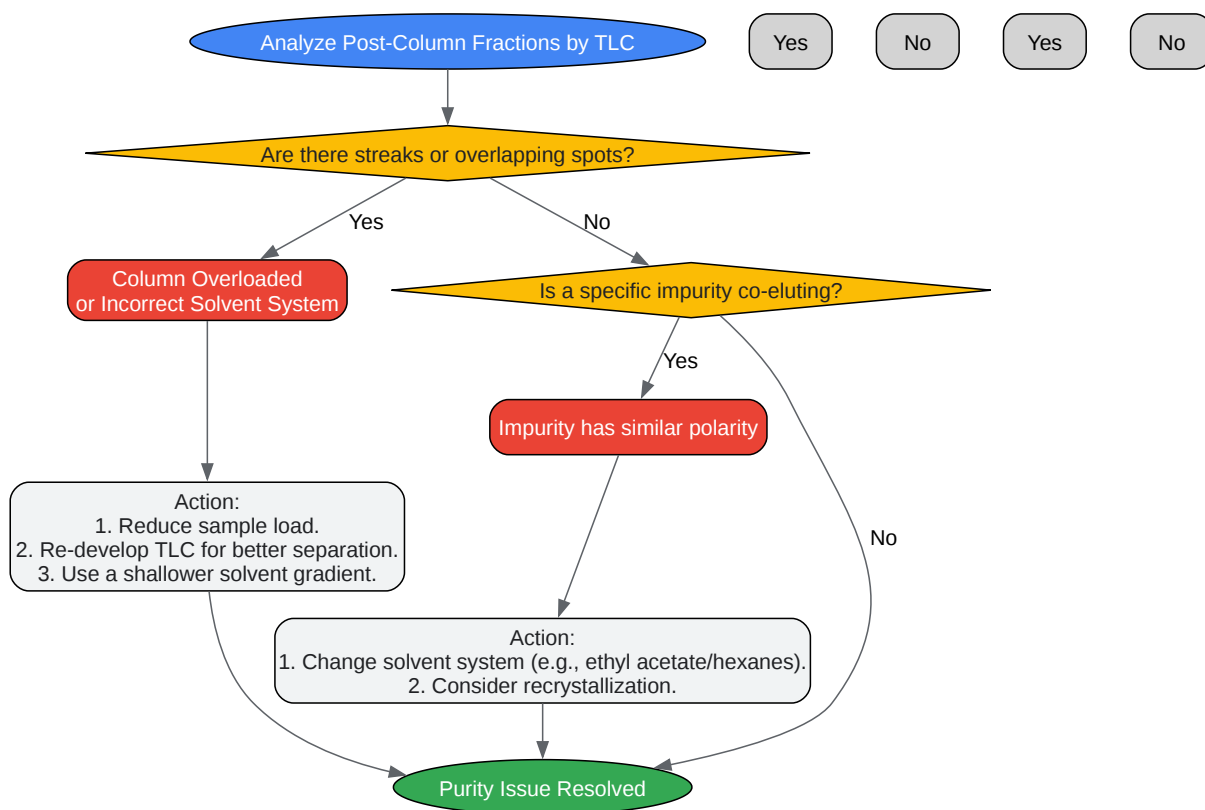 Analyze Post-Column Fractions by TLC
Yes
No
Yes
No
Are there streaks or overlapping spots?
Yes
No
Column Overloaded
or Incorrect Solvent System
Is a specific impurity co-eluting?
Yes
Impurity has similar polarity
Action:
1. Reduce sample load.
2. Re-develop TLC for better separation.
3. Use a shallower solvent gradient.
No
Action:
1. Change solvent system (e.g., ethyl acetate/hexanes).
2. Consider recrystallization.
Purity Issue Resolved